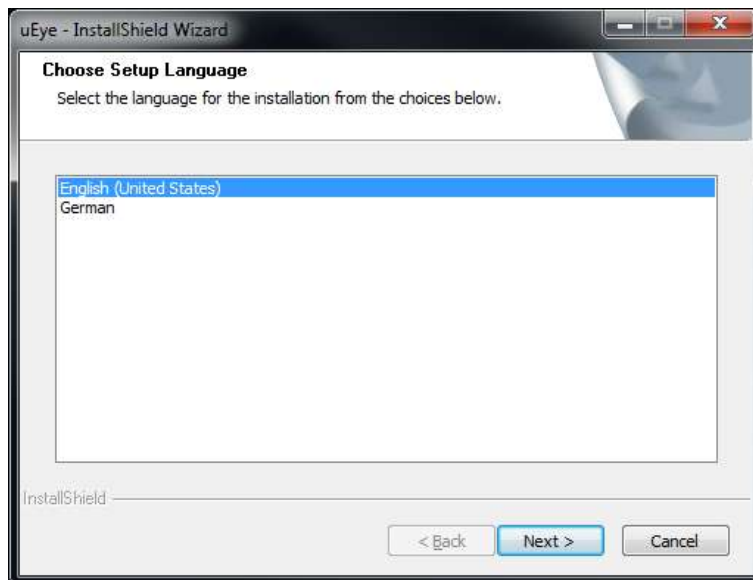 uEye - InstallShield Wizard
Choose Setup Language
Select the language for the installation from the choices below.
English (United States)
German
InstallShield
< Back
Next >
Cancel